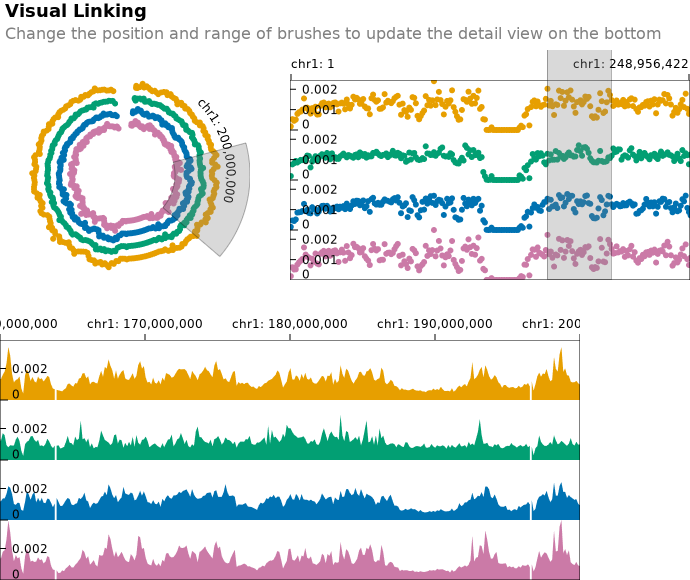 Visual Linking
Change the position and range of brushes to update the detail view on the bottom
chr1: 1
chr1: 248,956,422
chr1: 200,000,000
0.002
0.001
0
0.002
0.001
0
0.002
0.001
0
0.002
0.001
0
0,000,000
chr1: 170,000,000
chr1: 180,000,000
chr1: 190,000,000
chr1: 200
0.002
0
0.002
0
0.002
0
0.002
0